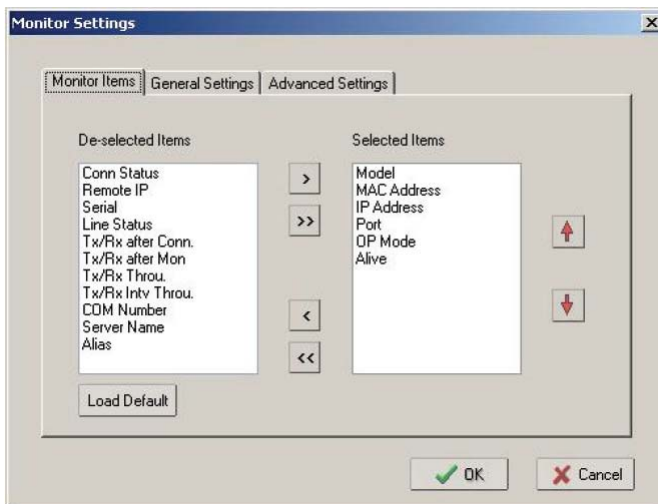 Monitor Settings
Monitor Items
General Settings
Advanced Settings
De-selected Items
Conn Status
Remote IP
Serial
Line Status
Tx/Rx after Conn.
Tx/Rx after Mon
Tx/Rx Throu.
Tx/Rx Intv Throu.
COM Number
Server Name
Alias
Load Default
>
>>
<
<<
Selected Items
Model
MAC Address
IP Address
Port
OP Mode
Alive
OK
Cancel